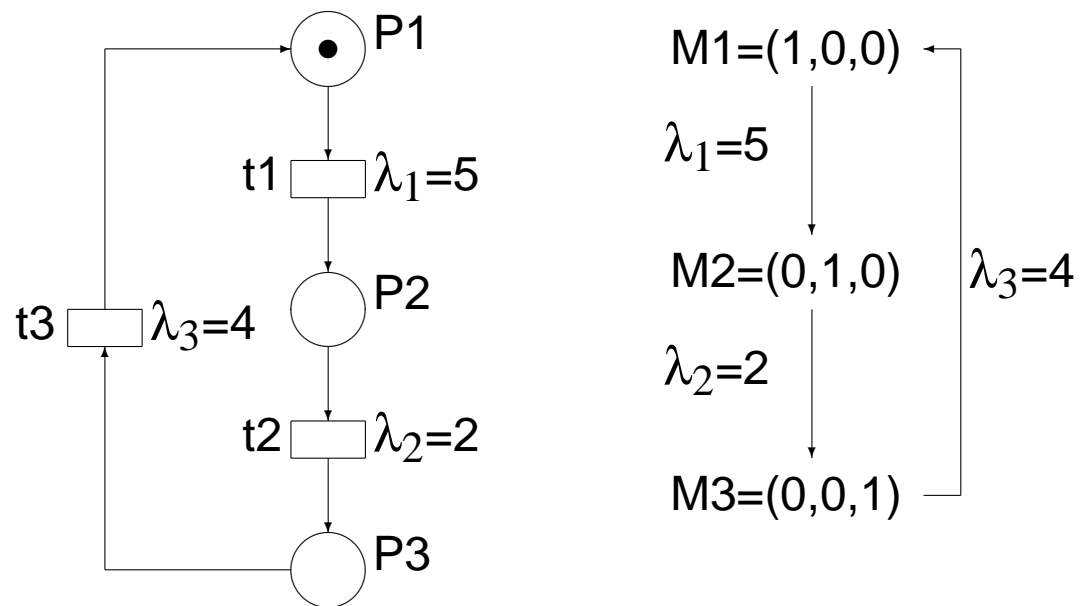 P1
t1 λ₁=5
P2
t3 λ₃=4
t2 λ₂=2
P3
M1=(1,0,0)
λ₁=5
M2=(0,1,0)
λ₃=4
λ₂=2
M3=(0,0,1)